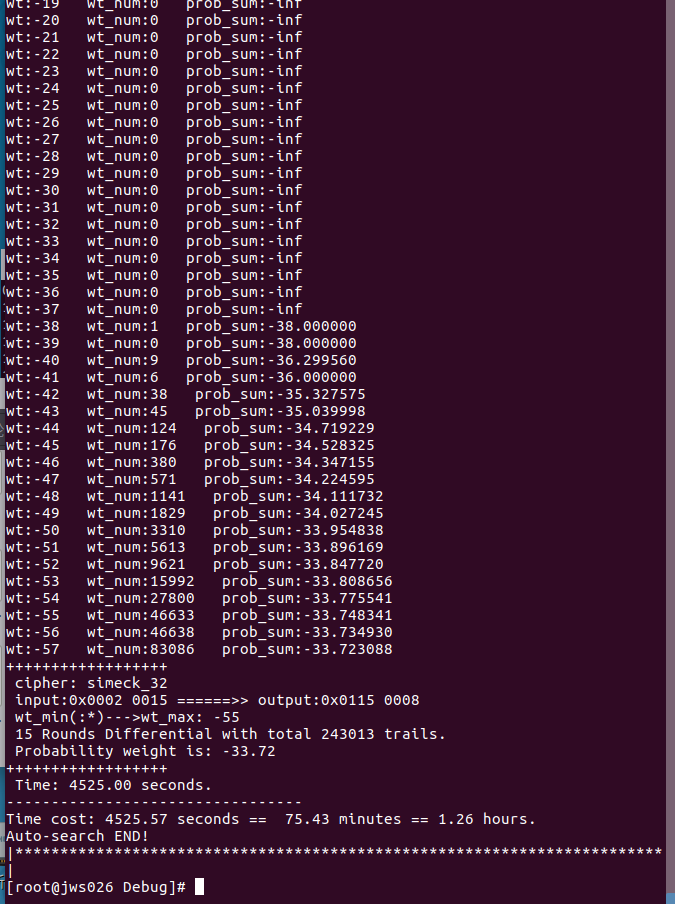 wt:-19   wt_num:0   prob_sum:-inf
wt:-20   wt_num:0   prob_sum:-inf
wt:-21   wt_num:0   prob_sum:-inf
wt:-22   wt_num:0   prob_sum:-inf
wt:-23   wt_num:0   prob_sum:-inf
wt:-24   wt_num:0   prob_sum:-inf
wt:-25   wt_num:0   prob_sum:-inf
wt:-26   wt_num:0   prob_sum:-inf
wt:-27   wt_num:0   prob_sum:-inf
wt:-28   wt_num:0   prob_sum:-inf
wt:-29   wt_num:0   prob_sum:-inf
wt:-30   wt_num:0   prob_sum:-inf
wt:-31   wt_num:0   prob_sum:-inf
wt:-32   wt_num:0   prob_sum:-inf
wt:-33   wt_num:0   prob_sum:-inf
wt:-34   wt_num:0   prob_sum:-inf
wt:-35   wt_num:0   prob_sum:-inf
wt:-36   wt_num:0   prob_sum:-inf
wt:-37   wt_num:0   prob_sum:-inf
wt:-38   wt_num:1   prob_sum:-38.000000
wt:-39   wt_num:0   prob_sum:-38.000000
wt:-40   wt_num:9   prob_sum:-36.299560
wt:-41   wt_num:6   prob_sum:-36.000000
wt:-42   wt_num:38   prob_sum:-35.327575
wt:-43   wt_num:45   prob_sum:-35.039998
wt:-44   wt_num:124   prob_sum:-34.719229
wt:-45   wt_num:176   prob_sum:-34.528325
wt:-46   wt_num:380   prob_sum:-34.347155
wt:-47   wt_num:571   prob_sum:-34.224595
wt:-48   wt_num:1141   prob_sum:-34.111732
wt:-49   wt_num:1829   prob_sum:-34.027245
wt:-50   wt_num:3310   prob_sum:-33.954838
wt:-51   wt_num:5613   prob_sum:-33.896169
wt:-52   wt_num:9621   prob_sum:-33.847720
wt:-53   wt_num:15992   prob_sum:-33.808656
wt:-54   wt_num:27800   prob_sum:-33.775541
wt:-55   wt_num:46633   prob_sum:-33.748341
wt:-56   wt_num:46638   prob_sum:-33.734930
wt:-57   wt_num:83086   prob_sum:-33.723088
++++++++++++++++++
 cipher: simeck_32
 input:0x0002 0015 ======>> output:0x0115 0008
 wt_min(:*)--->wt_max: -55
 15 Rounds Differential with total 243013 trails.
 Probability weight is: -33.72
++++++++++++++++++
 Time: 4525.00 seconds.
---------------------------------
Time cost: 4525.57 seconds ==  75.43 minutes == 1.26 hours.
Auto-search END!
|************************************************************************
|
[root@jws026 Debug]#